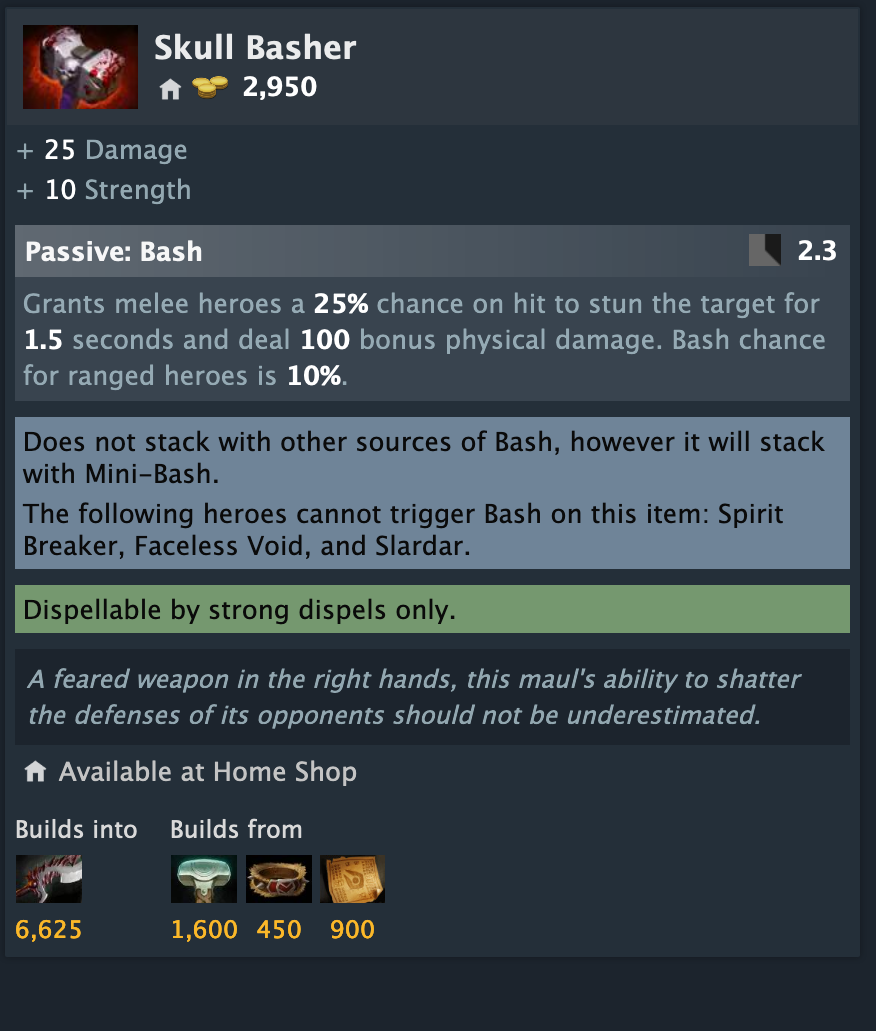 Skull Basher
2,950
+ 25 Damage
+ 10 Strength
Passive: Bash 2.3
Grants melee heroes a 25% chance on hit to stun the target for
1.5 seconds and deal 100 bonus physical damage. Bash chance
for ranged heroes is 10%.
Does not stack with other sources of Bash, however it will stack
with Mini-Bash.
The following heroes cannot trigger Bash on this item: Spirit
Breaker, Faceless Void, and Slardar.
Dispellable by strong dispels only.
A feared weapon in the right hands, this maul's ability to shatter
the defenses of its opponents should not be underestimated.
Available at Home Shop
Builds into Builds from
6,625 1,600 450 900